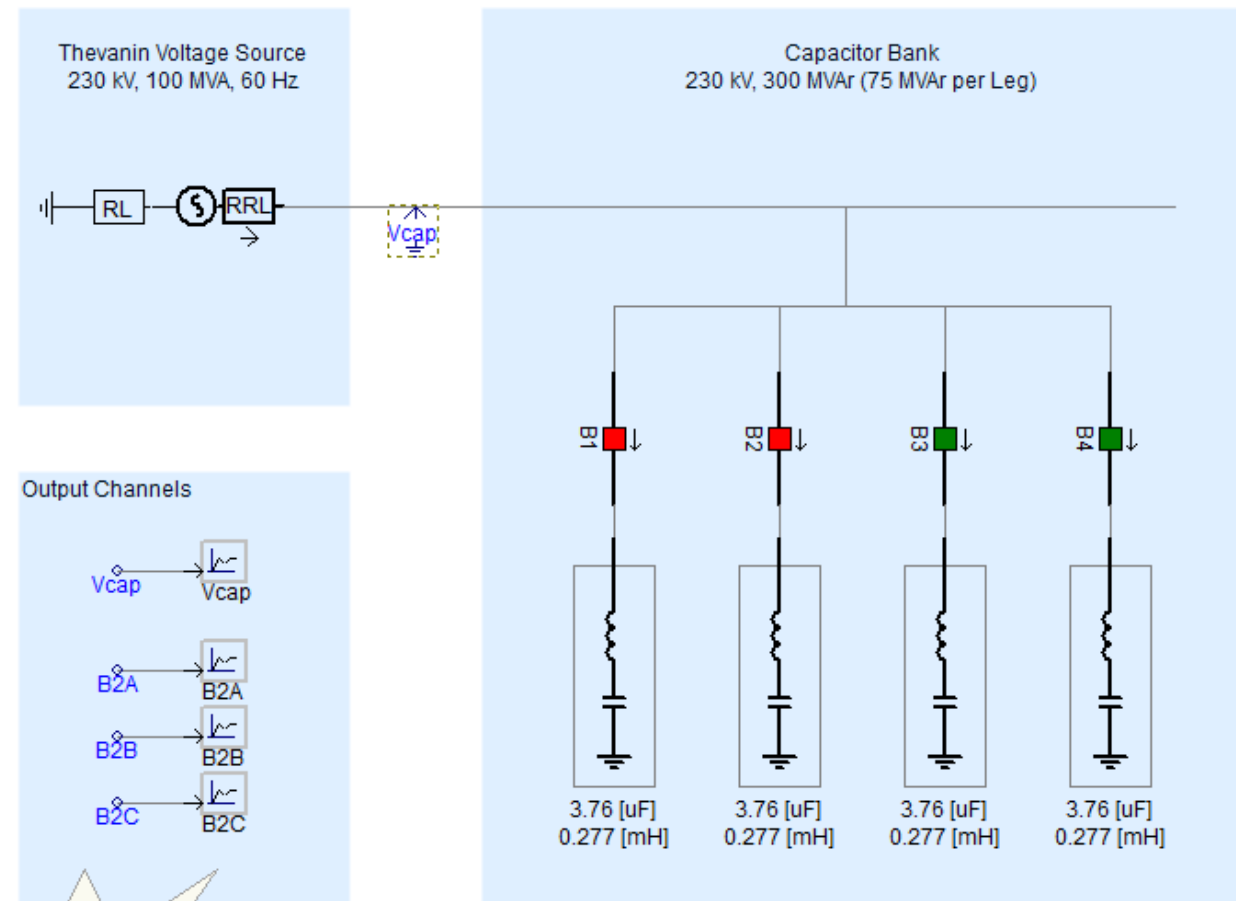 Thevanin Voltage Source
230 kV, 100 MVA, 60 Hz
RL
RRL
Vcap
Capacitor Bank
230 kV, 300 MVAr (75 MVAr per Leg)
B1
B2
B3
B4
3.76 [uF]
0.277 [mH]
3.76 [uF]
0.277 [mH]
3.76 [uF]
0.277 [mH]
3.76 [uF]
0.277 [mH]
Output Channels
Vcap
Vcap
B2A
B2A
B2B
B2B
B2C
B2C